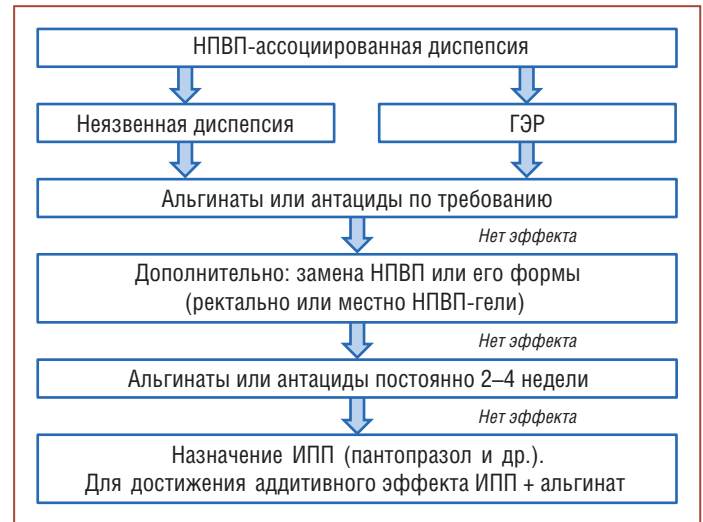 НПВП-ассоциированная диспепсия
Неязвенная диспепсия
ГЭР
Альгинаты или антациды по требованию
Нет эффекта
Дополнительно: замена НПВП или его формы
(ректально или местно НПВП-гели)
Нет эффекта
Альгинаты или антациды постоянно 2–4 недели
Нет эффекта
Назначение ИПП (пантопразол и др.).
Для достижения аддитивного эффекта ИПП + альгинат